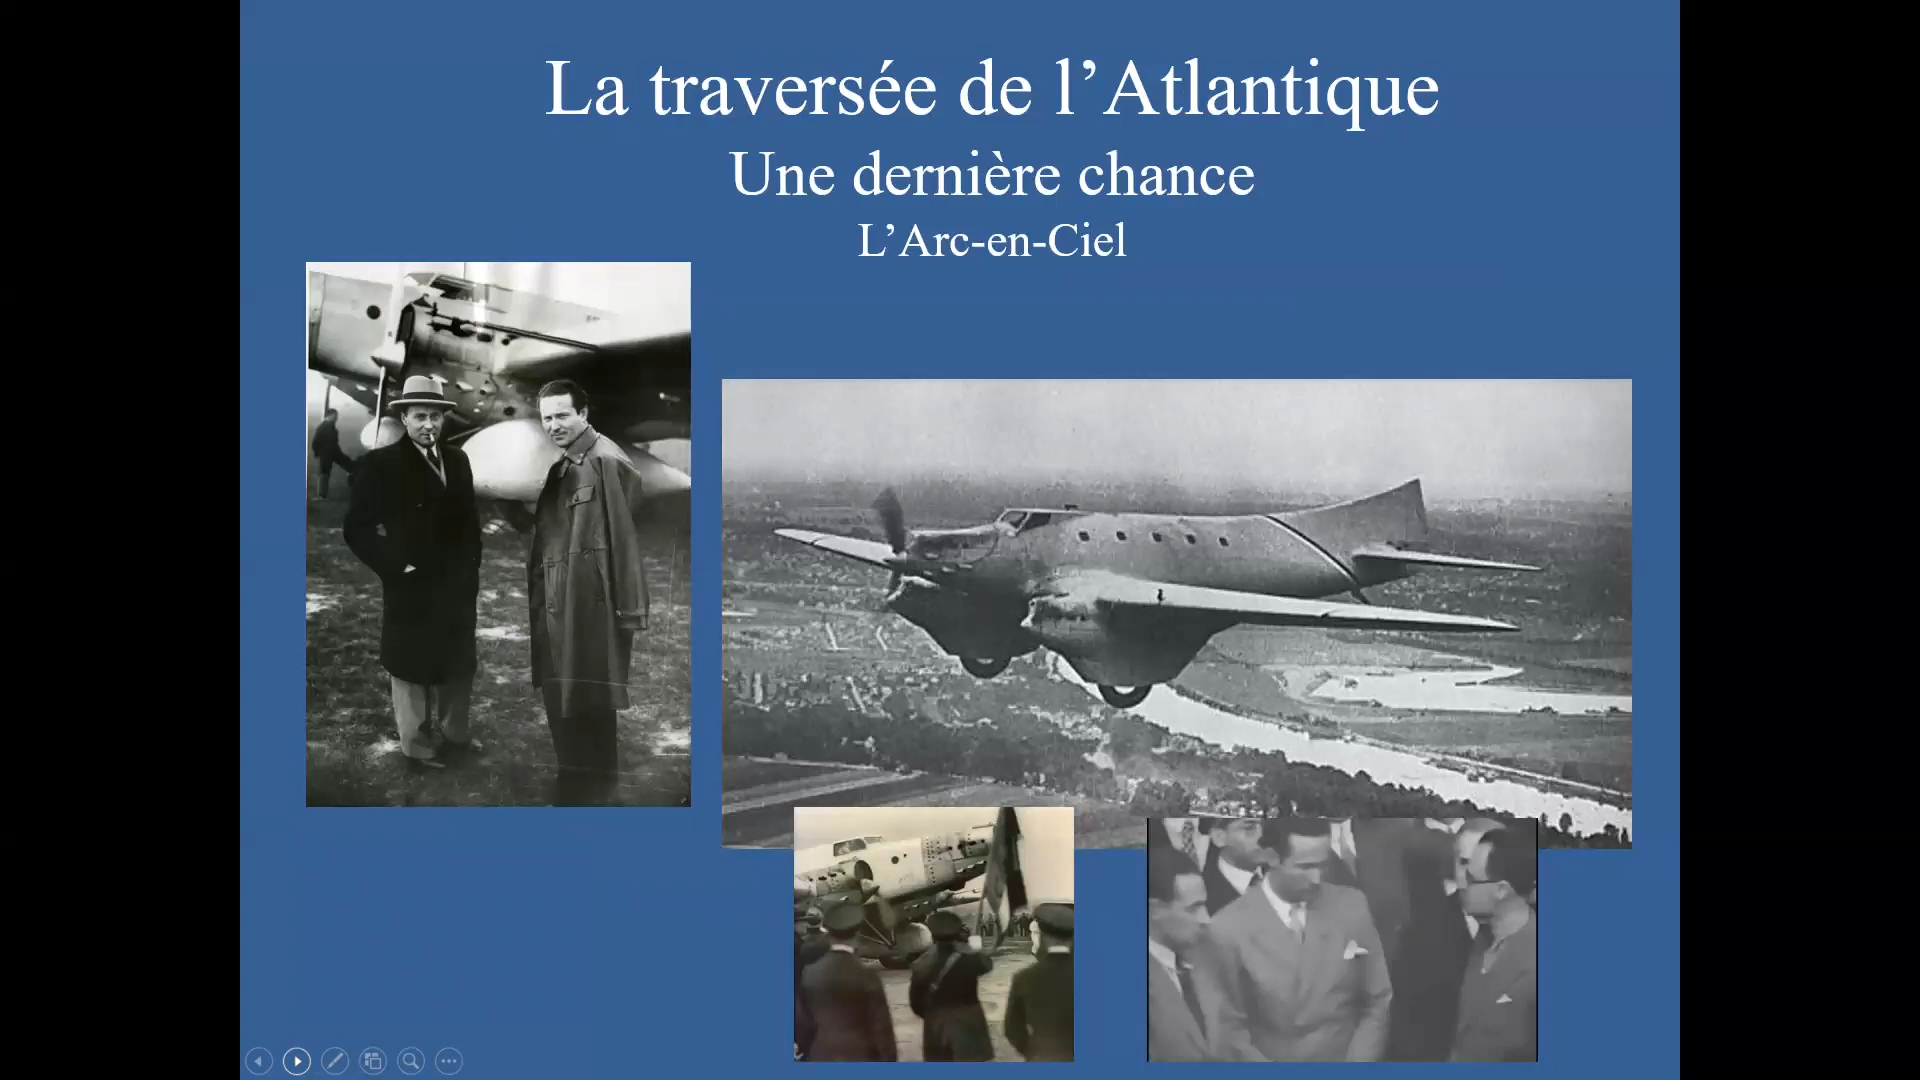 La traversée de l’Atlantique
Une dernière chance
L’Arc-en-Ciel